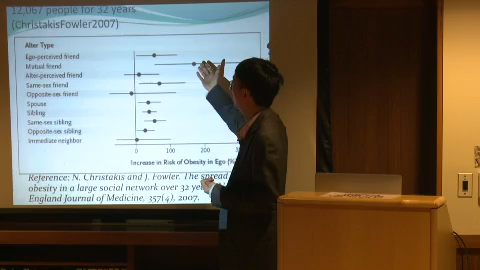 12,067 people for 32 years
(ChristakisFowler2007)
Alter Type
Ego-perceived friend
Mutual friend
Alter-perceived friend
Same-sex friend
Opposite-sex friend
Spouse
Sibling
Same-sex sibling
Opposite-sex sibling
Immediate neighbor
0 100 200
Increase in Risk of Obesity in Ego (%
Reference: N. Christakis and J. Fowler. The spread
obesity in a large social network over 32
England Journal of Medicine, 357(4), 2007.